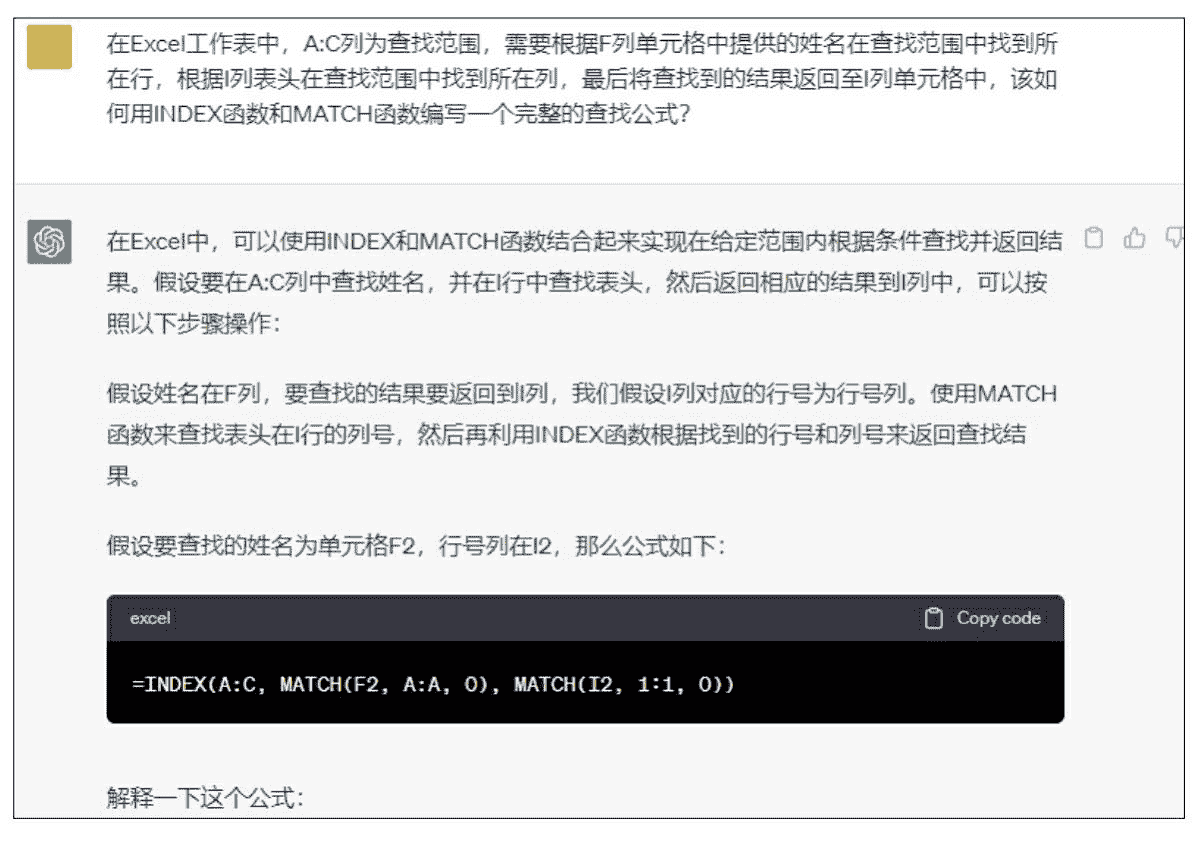 在Excel工作表中，A:C列为查找范围，需要根据F列单元格中提供的姓名在查找范围中找到所
在行，根据I列表头在查找范围中找到所在列，最后将查找到的结果返回至I列单元格中，该如
何用INDEX函数和MATCH函数编写一个完整的查找公式？
在Excel中，可以使用INDEX和MATCH函数结合起来实现在给定范围内根据条件查找并返回结
果。假设要在A:C列中查找姓名，并在I行中查找表头，然后返回相应的结果到I列中，可以按
照以下步骤操作：
假设姓名在F列，要查找的结果要返回到I列，我们假设I列对应的行号为行号列。使用MATCH
函数来查找表头在I行的列号，然后再利用INDEX函数根据找到的行号和列号来返回查找结
果。
假设要查找的姓名为单元格F2，行号列在I2，那么公式如下：
excel
Copy code
=INDEX(A:C, MATCH(F2, A:A, 0), MATCH(I2, 1:1, 0))
解释一下这个公式：